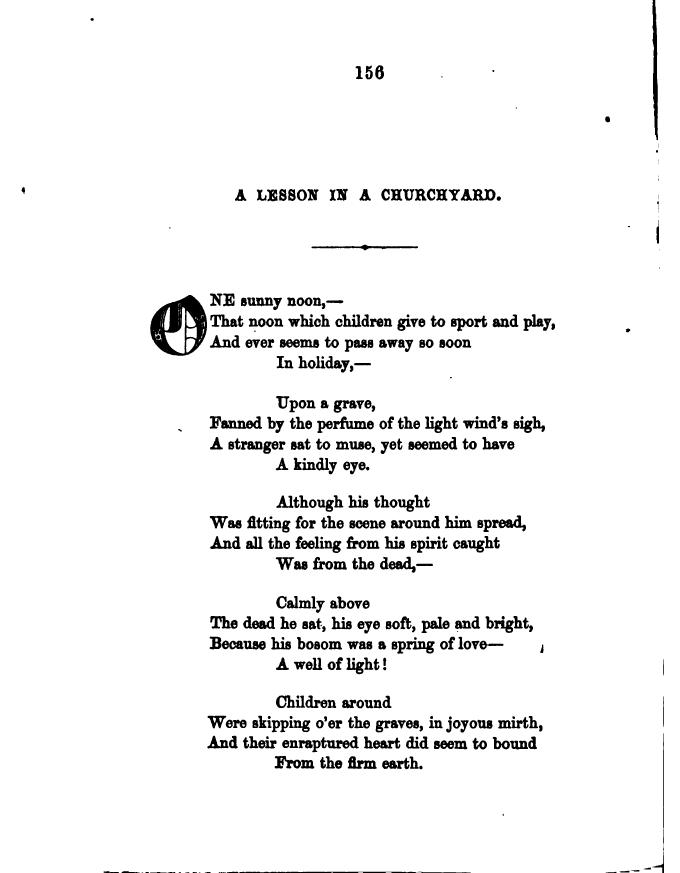 156
A LESSON IN A CHURCHYARD.
ONE sunny noon,—
That noon which children give to sport and play,
And ever seems to pass away so soon
In holiday,—
Upon a grave,
Fanned by the perfume of the light wind's sigh,
A stranger sat to muse, yet seemed to have
A kindly eye.
Although his thought
Was fitting for the scene around him spread,
And all the feeling from his spirit caught
Was from the dead,—
Calmly above
The dead he sat, his eye soft, pale and bright,
Because his bosom was a spring of love—
A well of light!
Children around
Were skipping o'er the graves, in joyous mirth,
And their enraptured heart did seem to bound
From the firm earth.